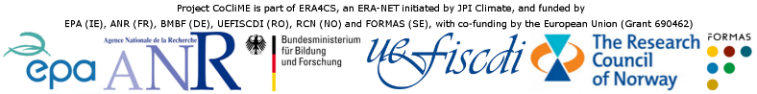 Project CoCliME is part of ERA4CS, an ERA-NET initiated by JPI Climate, and funded by
EPA (IE), ANR (FR), BMBF (DE), UEFISCDI (RO), RCN (NO) and FORMAS (SE), with co-funding by the European Union (Grant 690462)
epa
Agence Nationale de la Recherche
ANR
Bundesministerium
für Bildung
und Forschung
uefiscdi
The Research
Council
of Norway
FORMAS